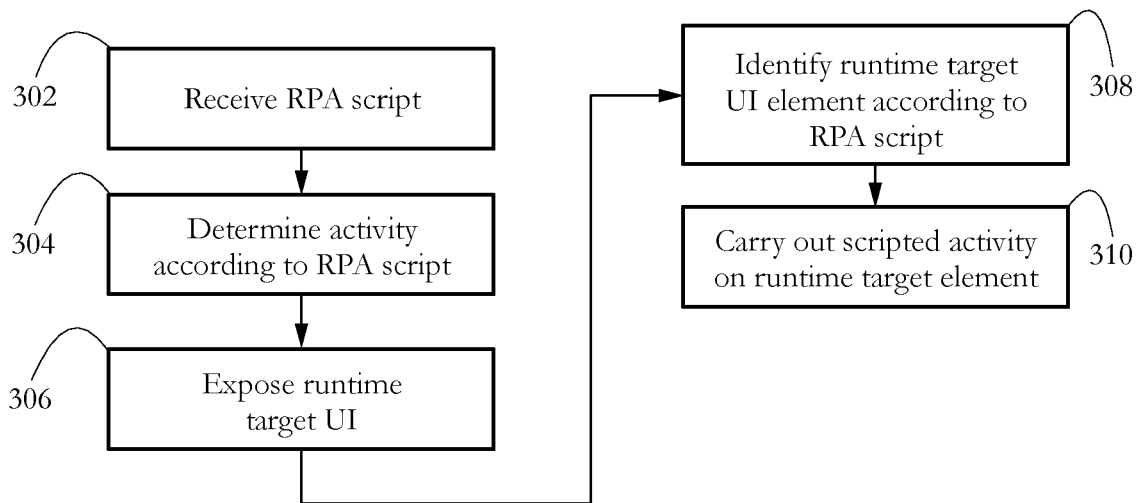 302
Receive RPA script
304
Determine activity
according to RPA script
306
Expose runtime
target UI
308
Identify runtime target
UI element according to
RPA script
310
Carry out scripted activity
on runtime target element